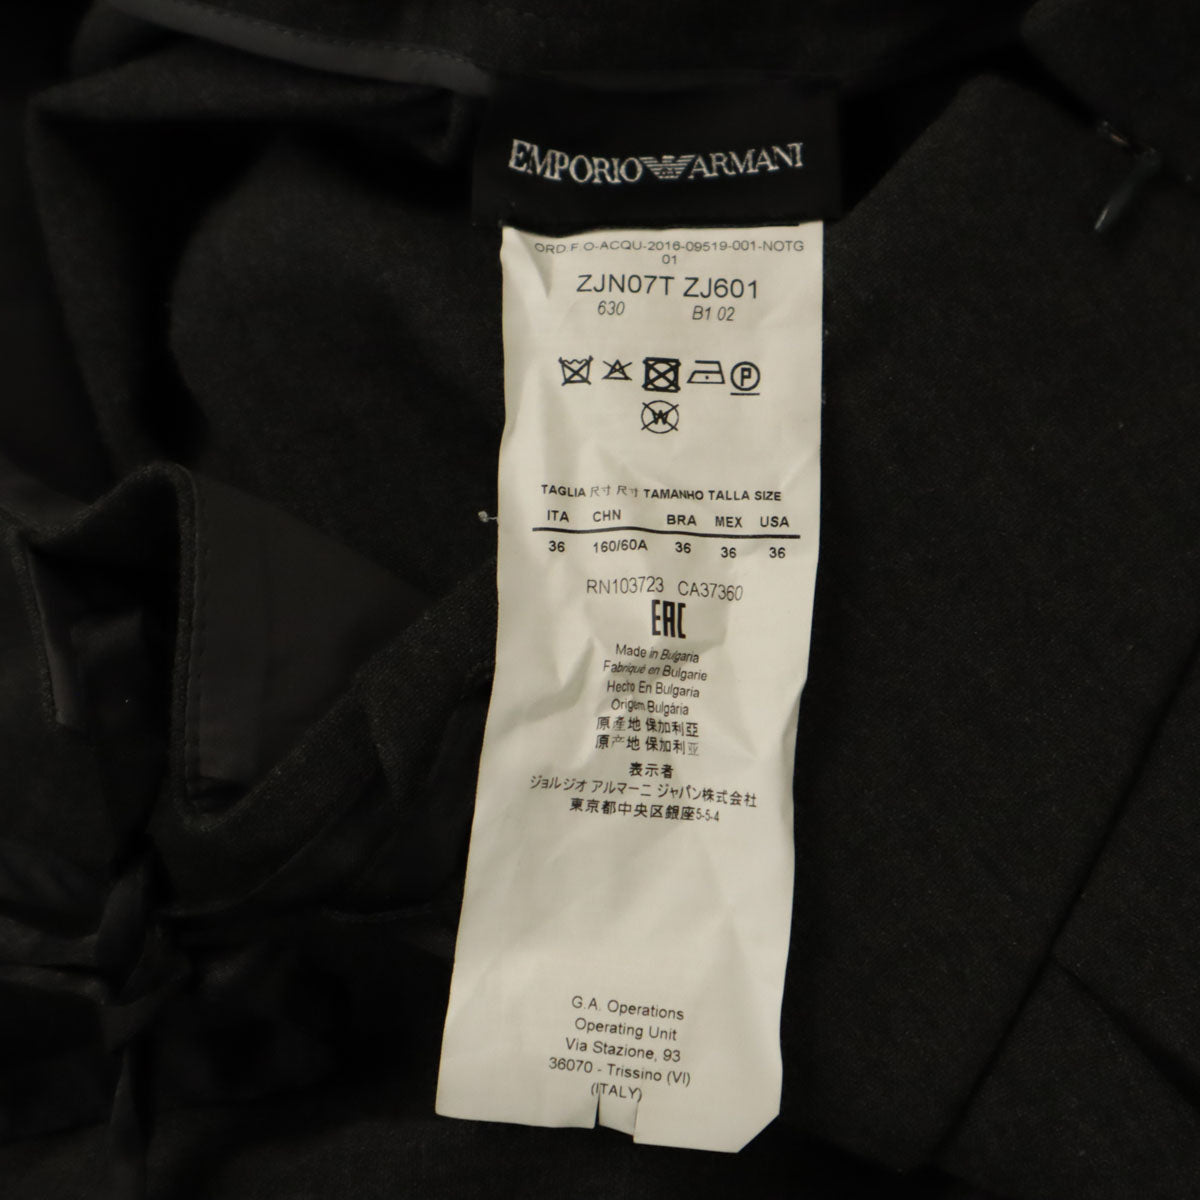 EMPORIO ARMANI
ORD.F.O-ACQU-2016-09519-001-NOTG
01
ZJN07T ZJ601
630 B1 02
P
W
TAGLIA 尺寸 尺寸 TAMANHO TALLA SIZE
ITA CHN BRA MEX USA
36 160/60A 36 36 36
RN103723 CA37360
EAC
Made in Bulgaria
Fabriqué en Bulgarie
Hecho En Bulgaria
Origem Bulgária
原產地 保加利亞
原产地 保加利亚
表示者
ジョルジオ アルマーニ ジャパン株式会社
東京都中央区銀座5-5-4
G.A. Operations
Operating Unit
Via Stazione, 93
36070 - Trissino (VI)
(ITALY)